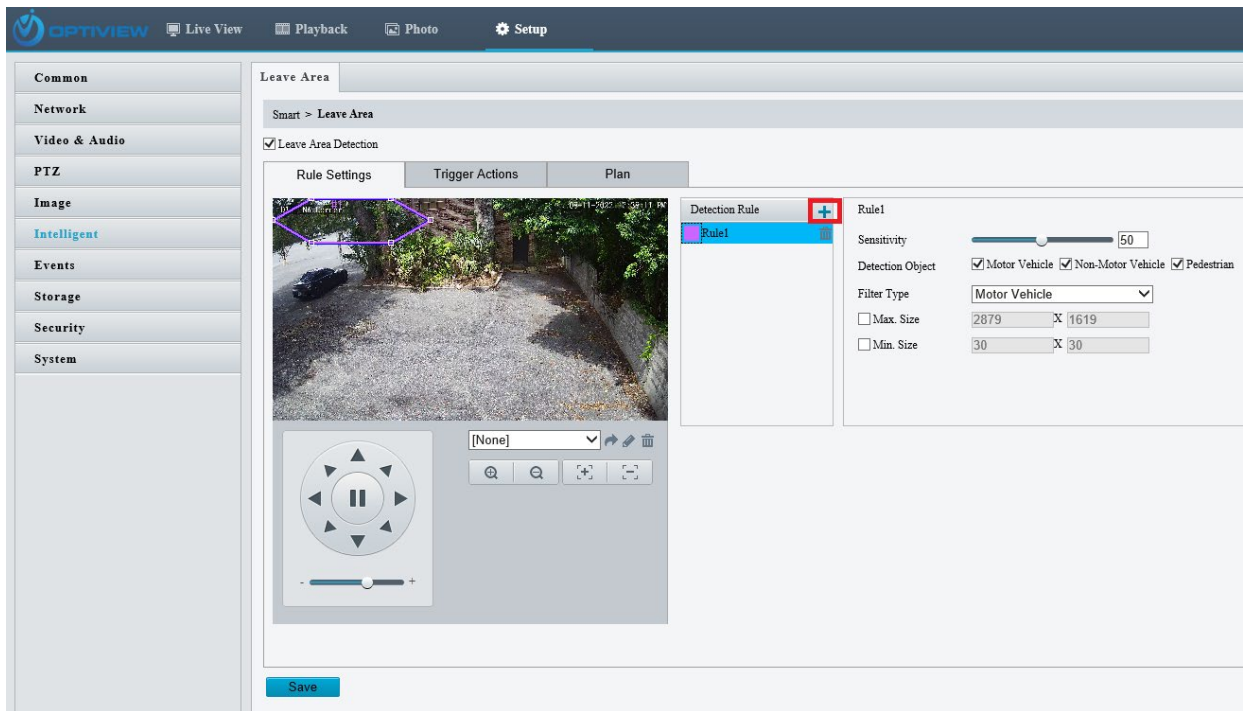 OPTIVIEW Live View Playback Photo Setup
Common
Network
Video & Audio
PTZ
Image
Intelligent
Events
Storage
Security
System
Leave Area
Smart > Leave Area
Leave Area Detection
Rule Settings Trigger Actions Plan
Detection Rule
Rule1
Rule1
Sensitivity 50
Detection Object Motor Vehicle Non-Motor Vehicle Pedestrian
Filter Type Motor Vehicle
Max. Size 2879 X 1619
Min. Size 30 X 30
[None]
- +
Save